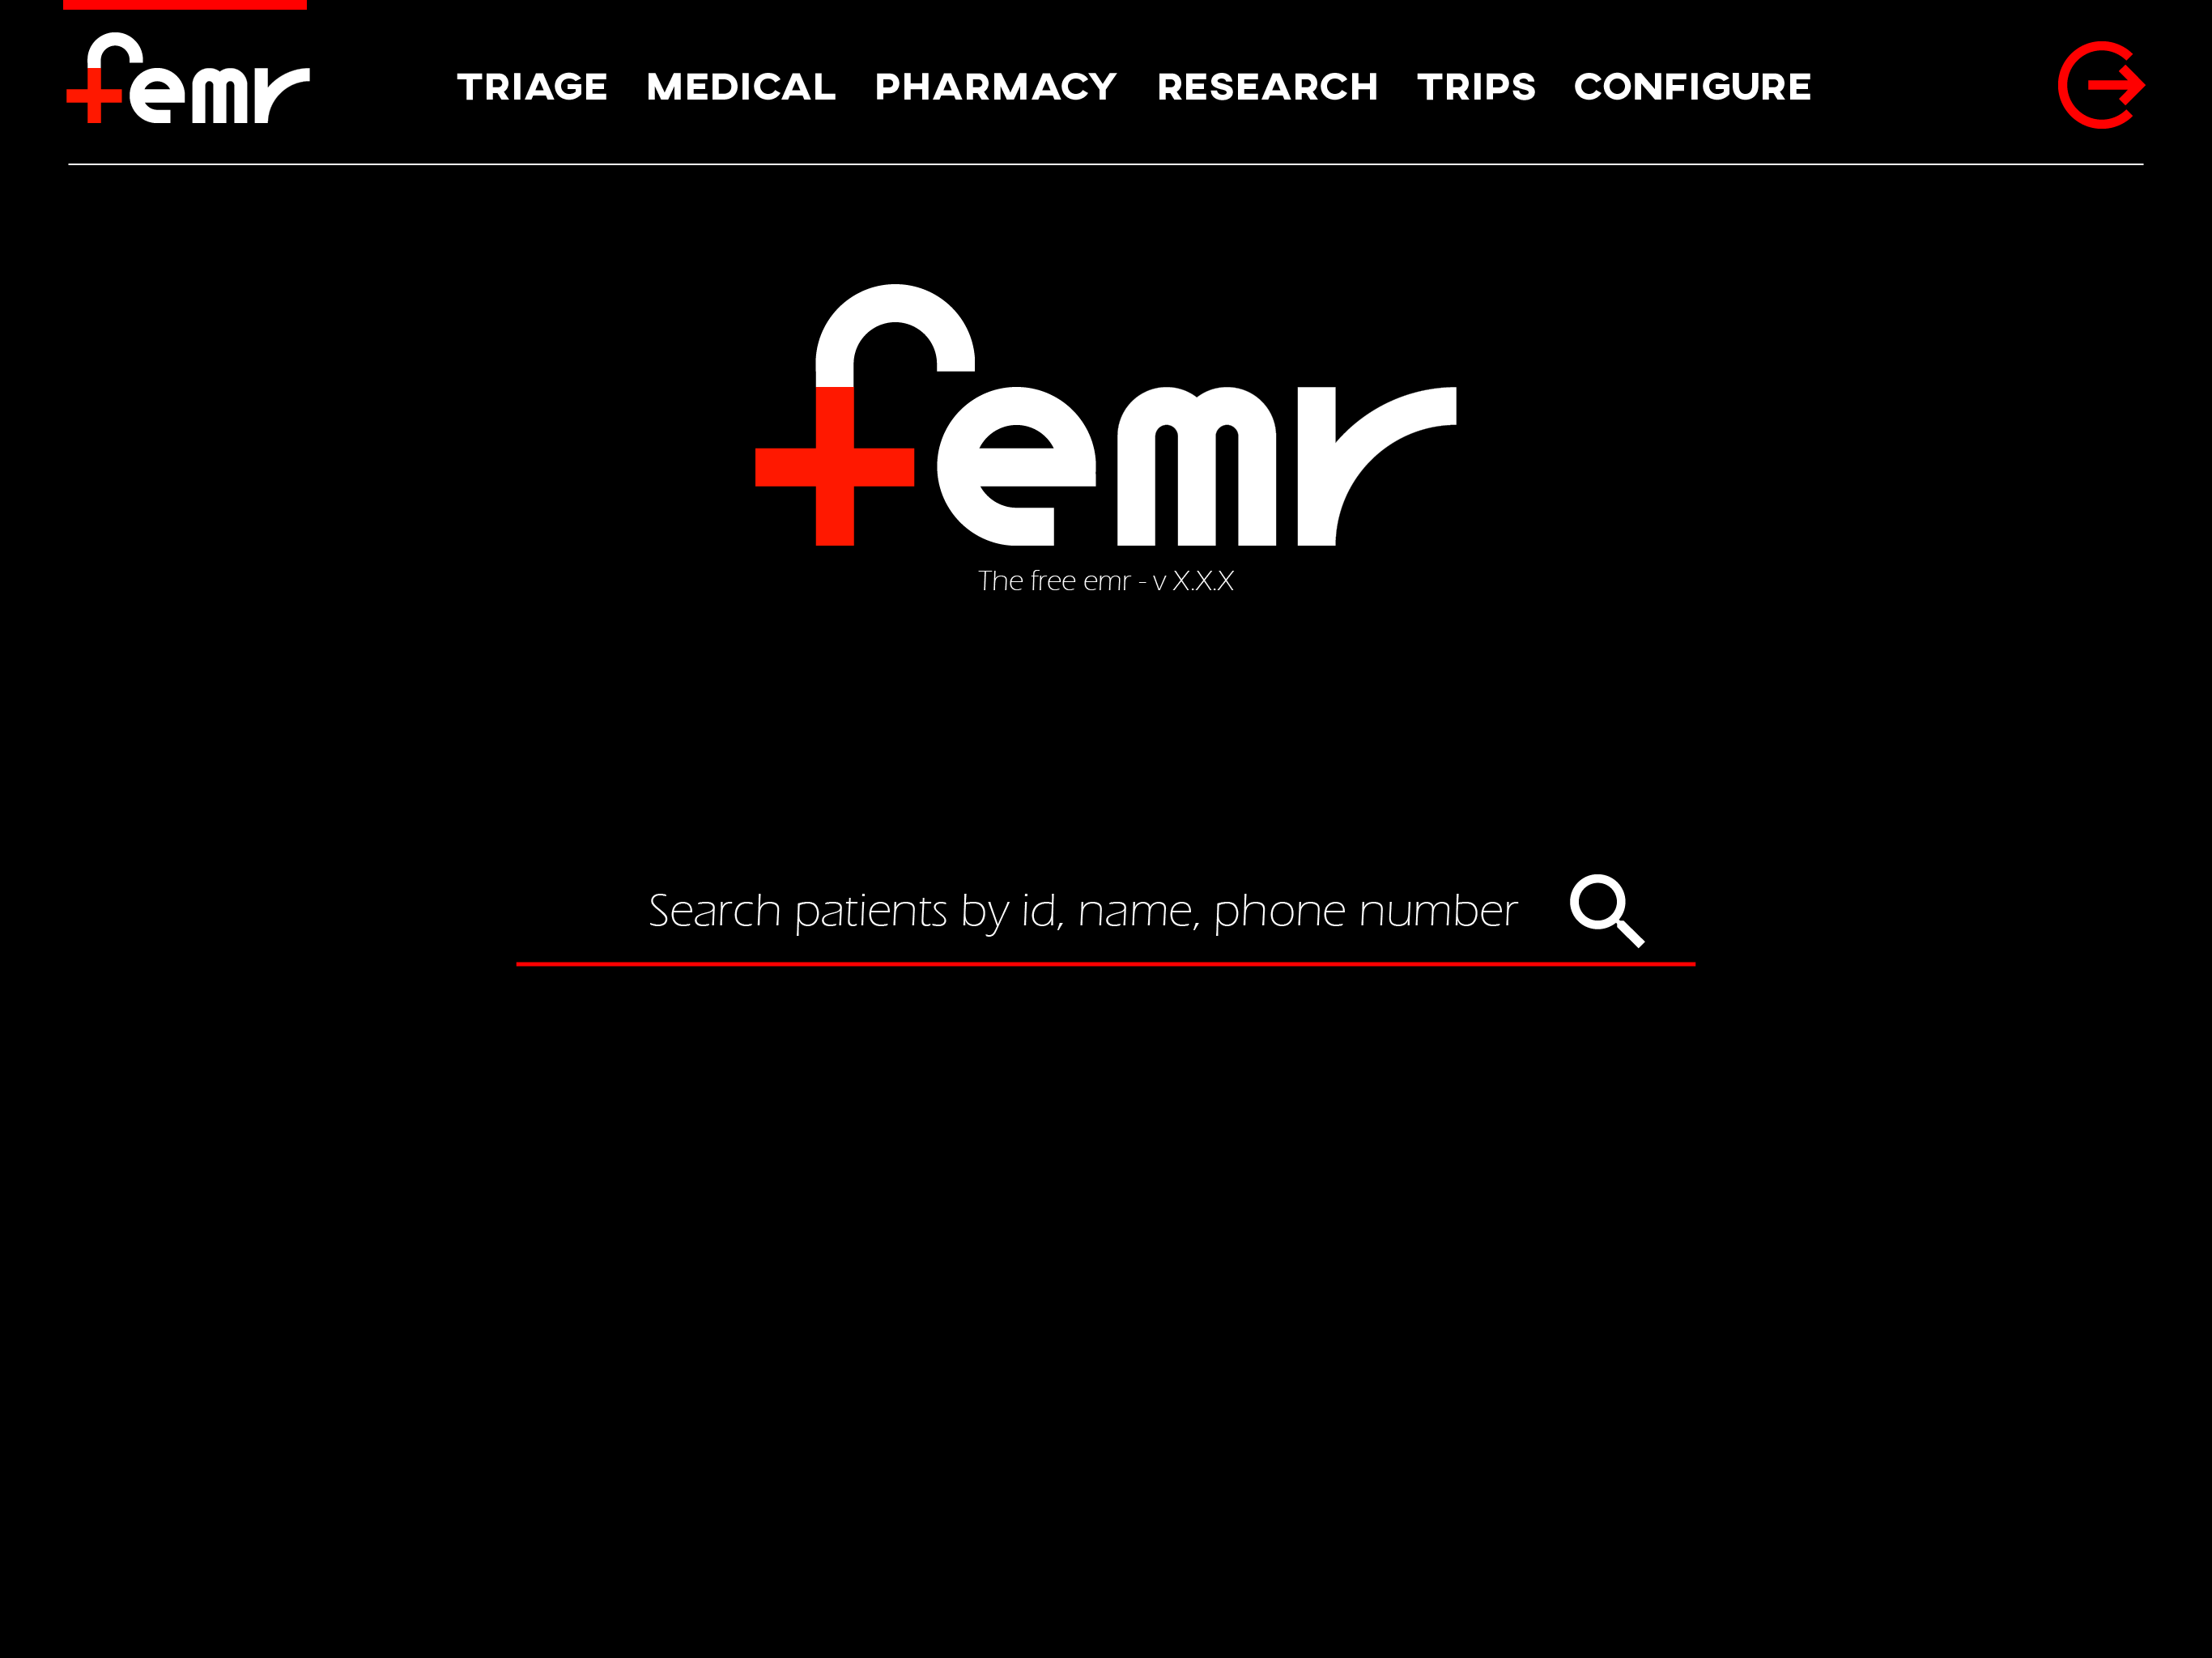 femr TRIAGE MEDICAL PHARMACY RESEARCH TRIPS CONFIGURE
femr
The free emr - v X.X.X
Search patients by id, name, phone number